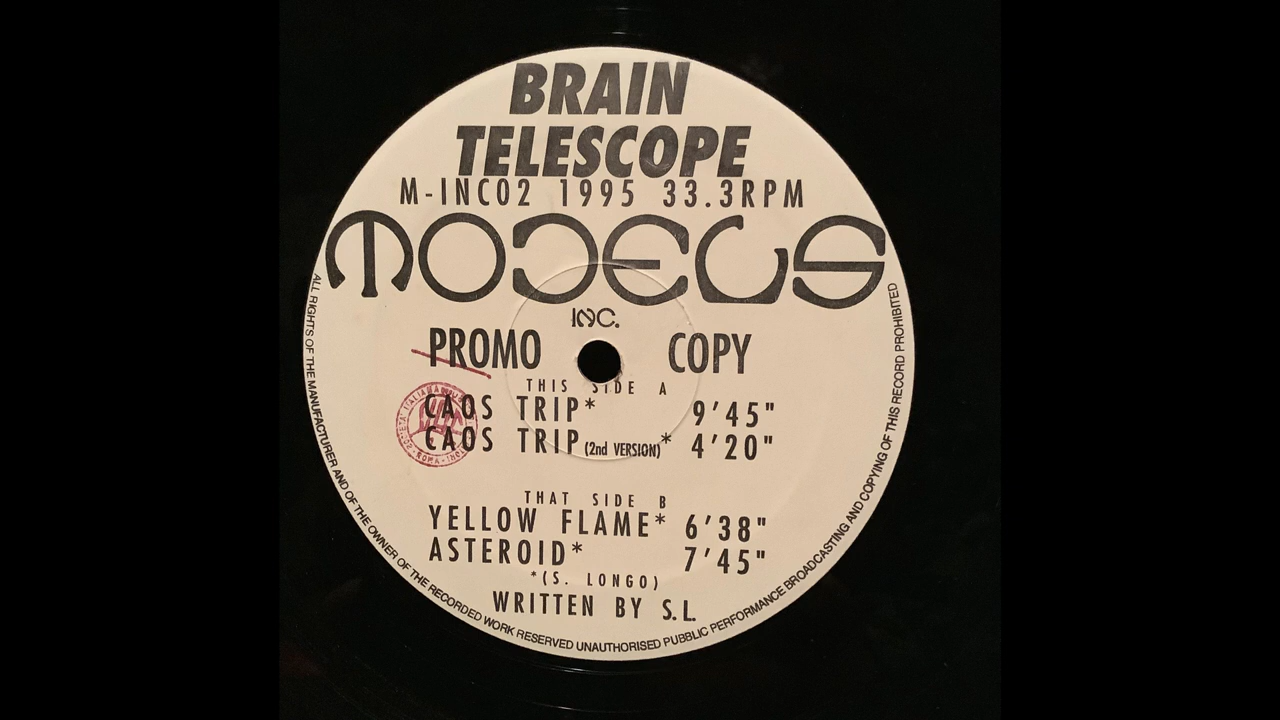 BRAIN
TELESCOPE
M-INC02 1995 33.3RPM
MODELS
INC.
PROMO COPY
THIS SIDE A
CAOS TRIP* 9'45"
CAOS TRIP (2nd VERSION)* 4'20"
THAT SIDE B
YELLOW FLAME* 6'38"
ASTEROID* 7'45"
*(S. LONGO)
WRITTEN BY S.L.
ALL RIGHTS OF THE MANUFACTURER AND OF THE OWNER OF THE RECORDED WORK RESERVED UNAUTHORISED PUBBLIC PERFORMANCE BROADCASTING AND COPYING OF THIS RECORD PROHIBITED
ITALIANA
ROMA